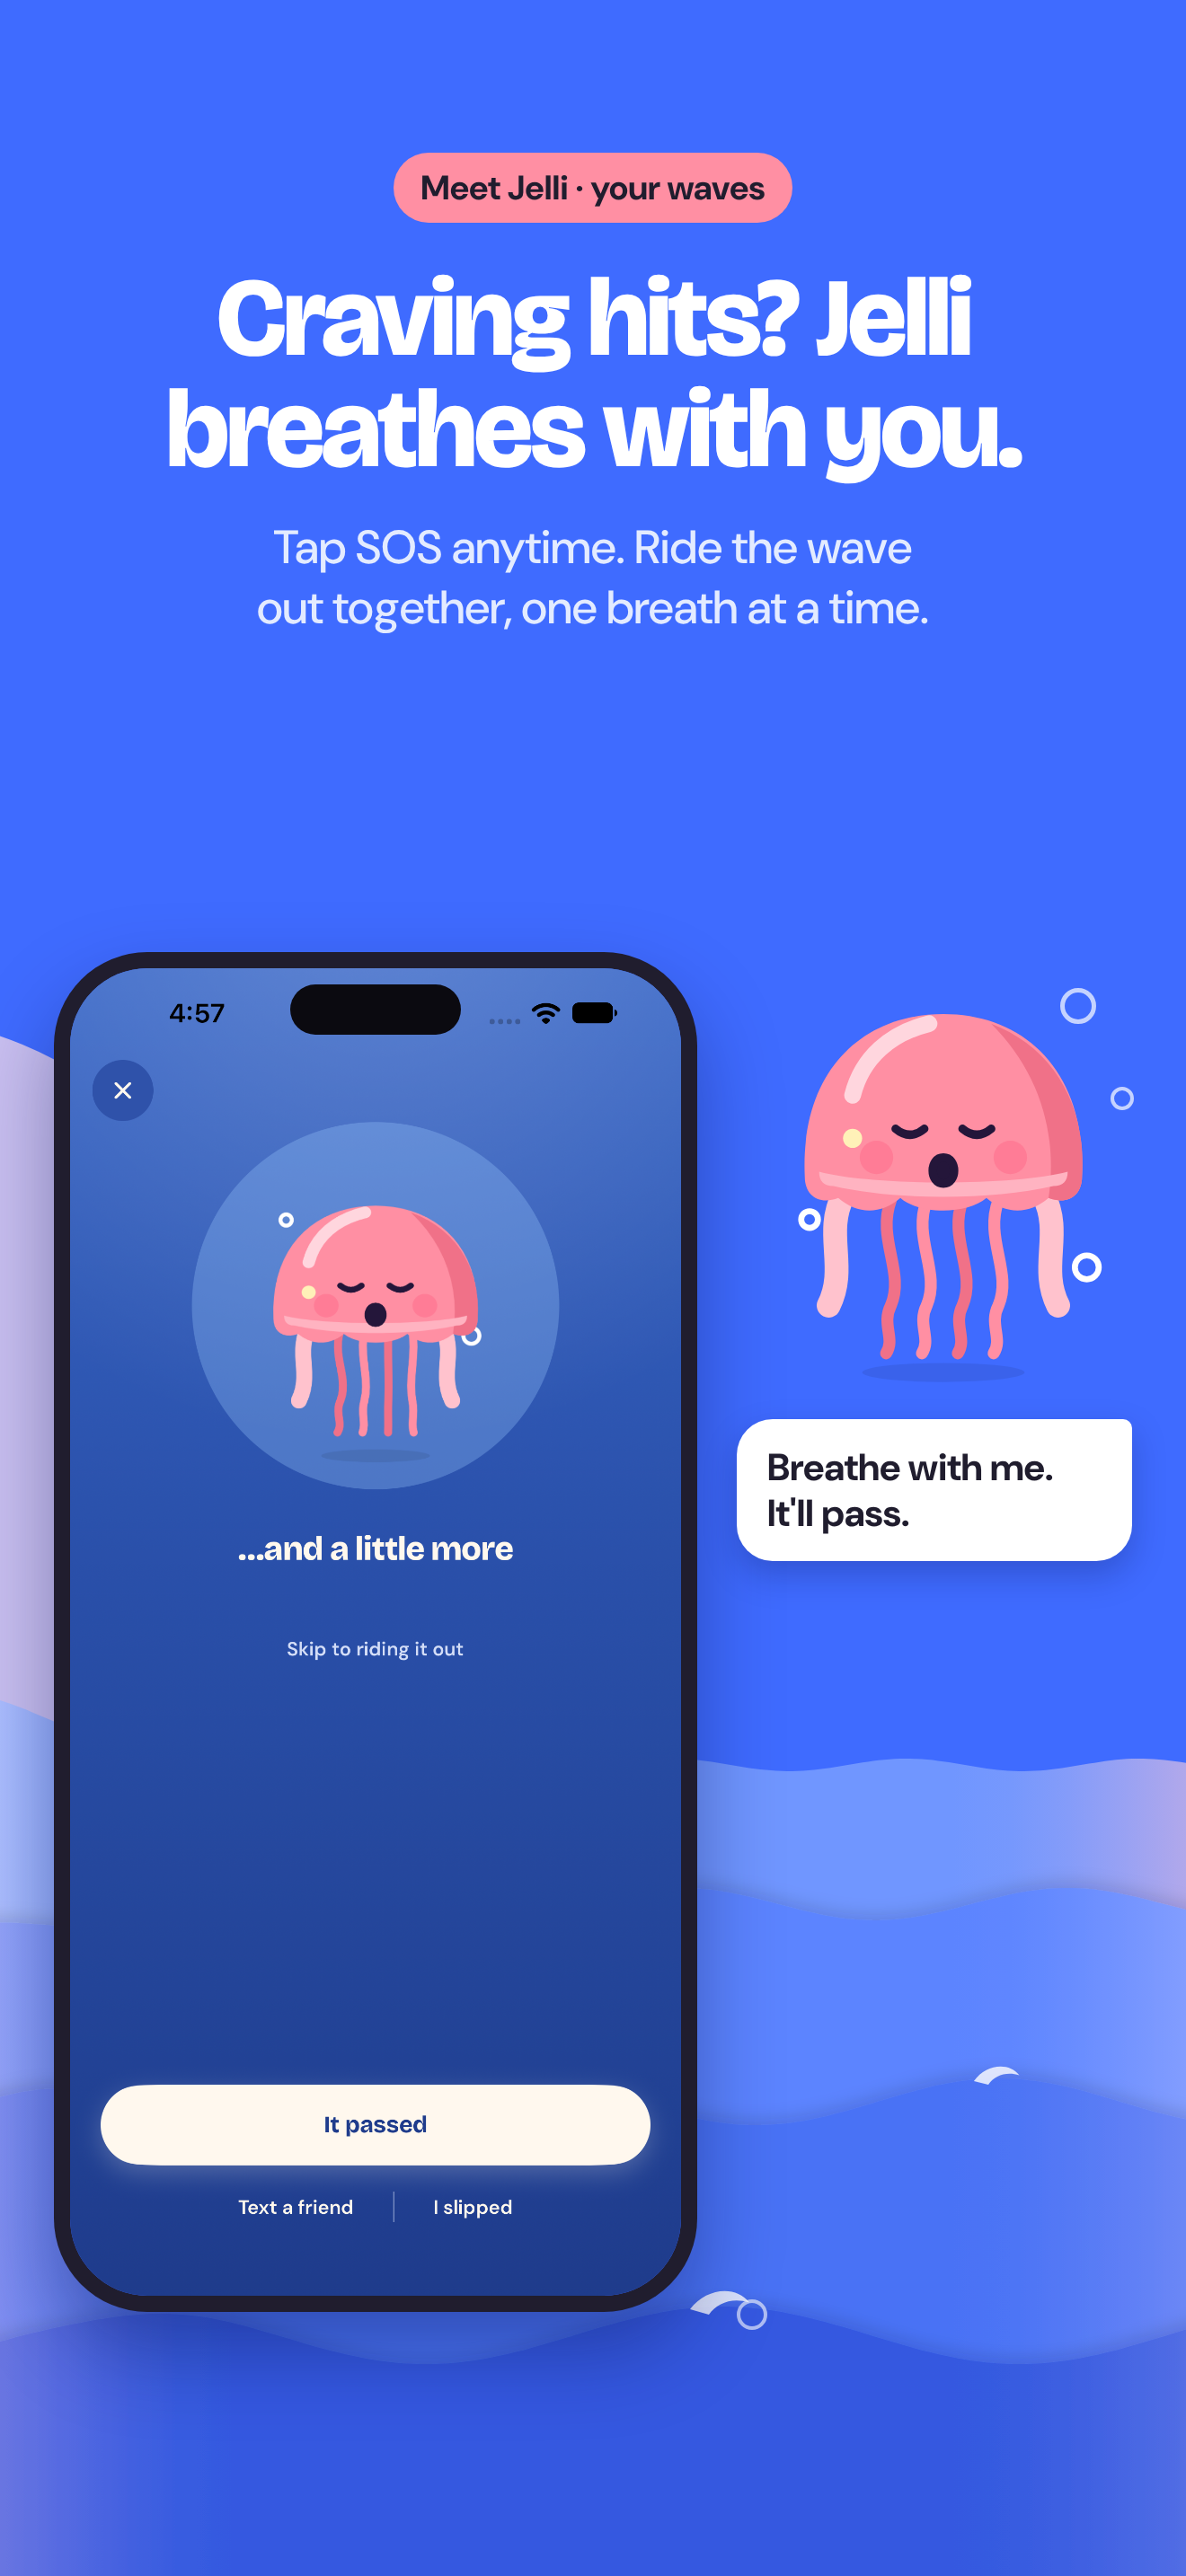 Meet Jelli · your waves
Craving hits? Jelli
breathes with you.
Tap SOS anytime. Ride the wave
out together, one breath at a time.
4:57
...and a little more
Skip to riding it out
Breathe with me.
It'll pass.
It passed
Text a friend
I slipped